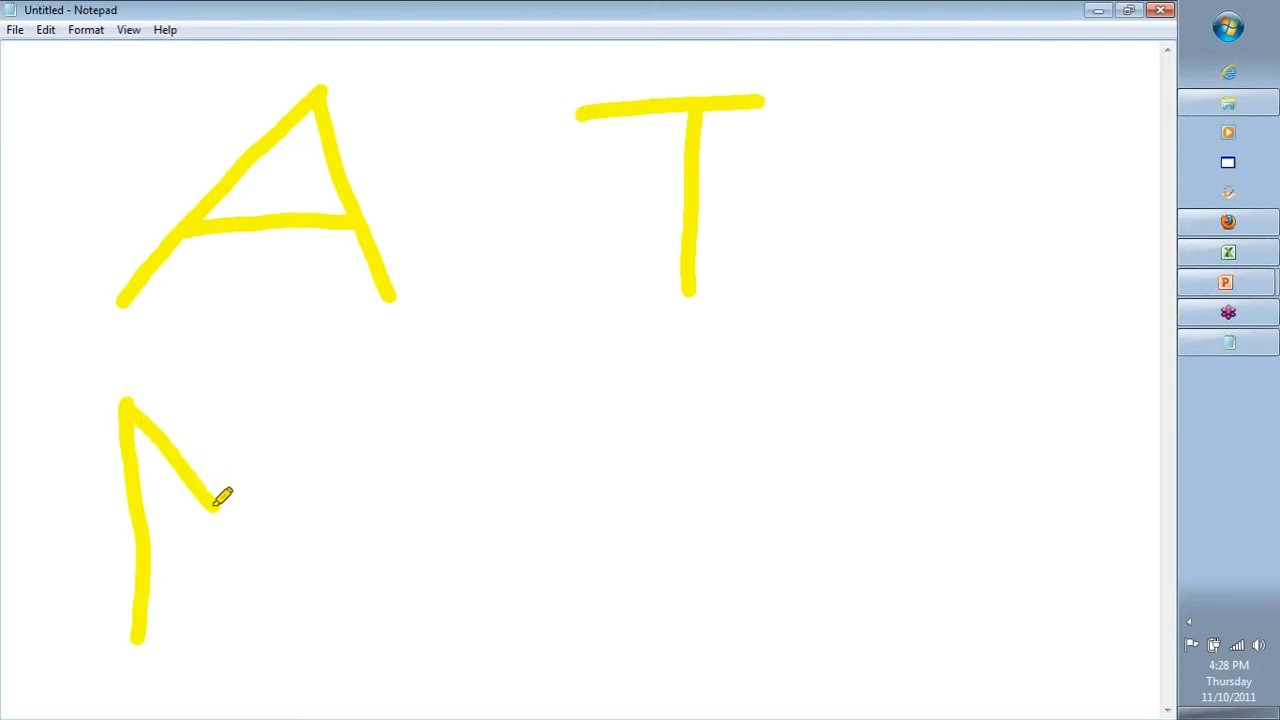 Untitled - Notepad
File Edit Format View Help
A T
4:28 PM
Thursday
11/10/2011